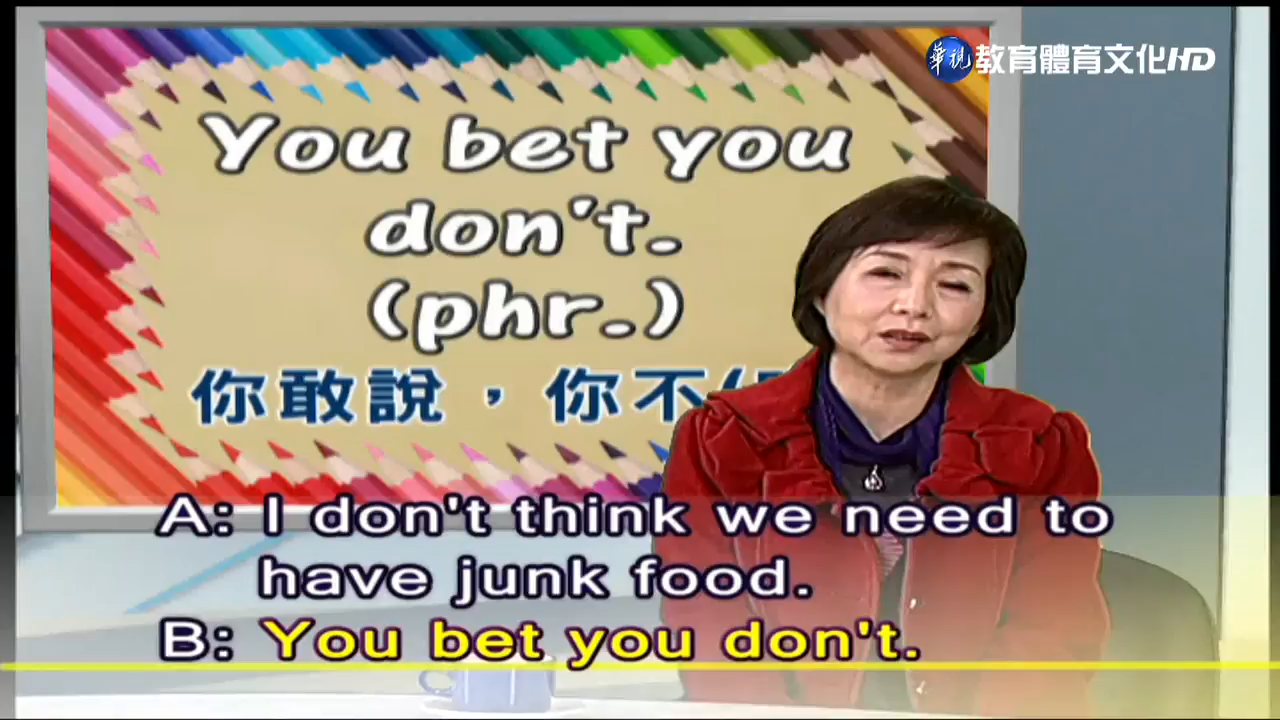 華視 教育體育文化HD
You bet you
don't.
(phr.)
你敢說，你不
A: I don't think we need to
have junk food.
B: You bet you don't.